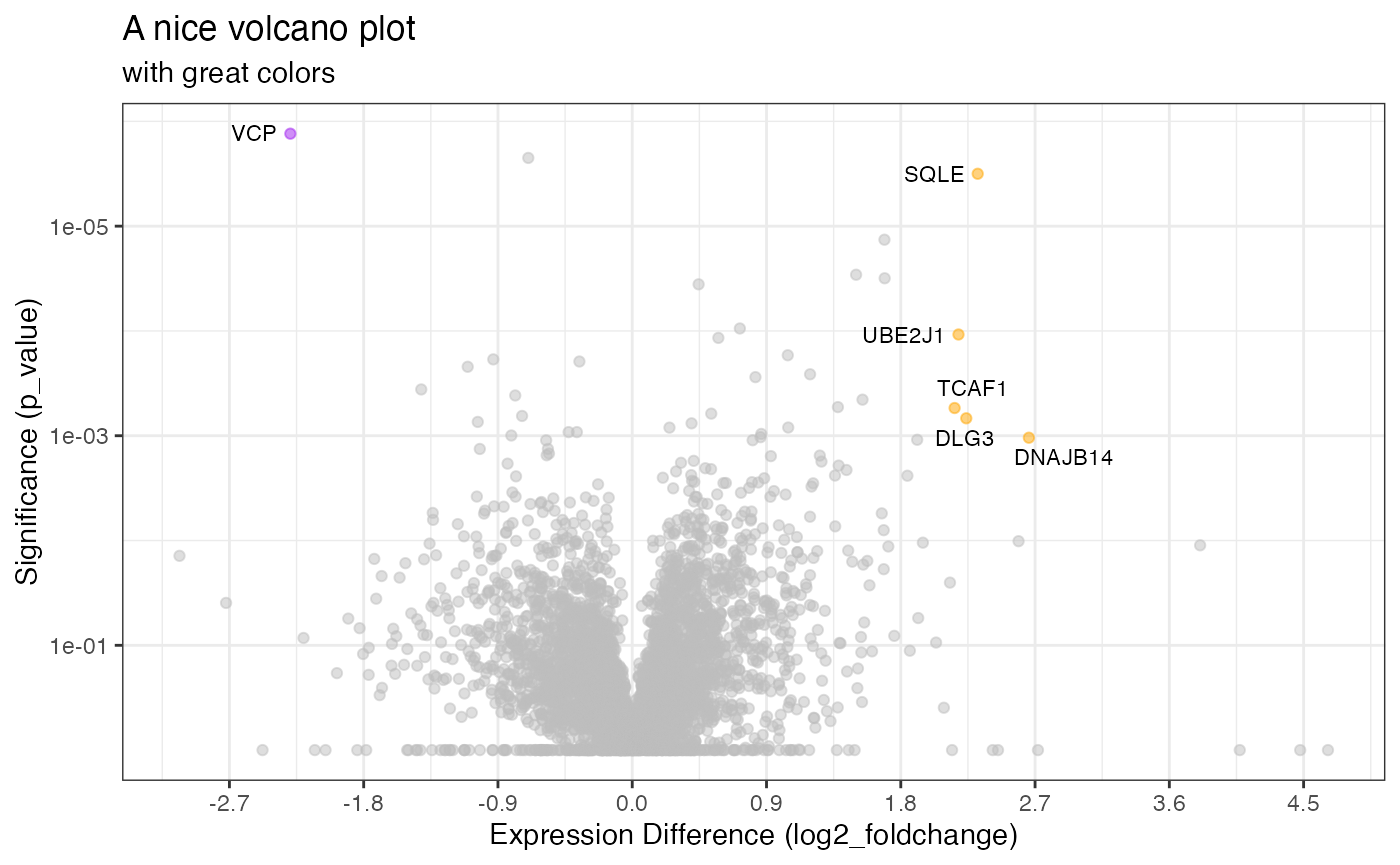 A nice volcano plot
with great colors
VCP
SQLE
UBE2J1
TCAF1
DLG3
DNAJB14
1e-05
1e-03
1e-01
Significance (p_value)
-2.7 -1.8 -0.9 0.0 0.9 1.8 2.7 3.6 4.5
Expression Difference (log2_foldchange)